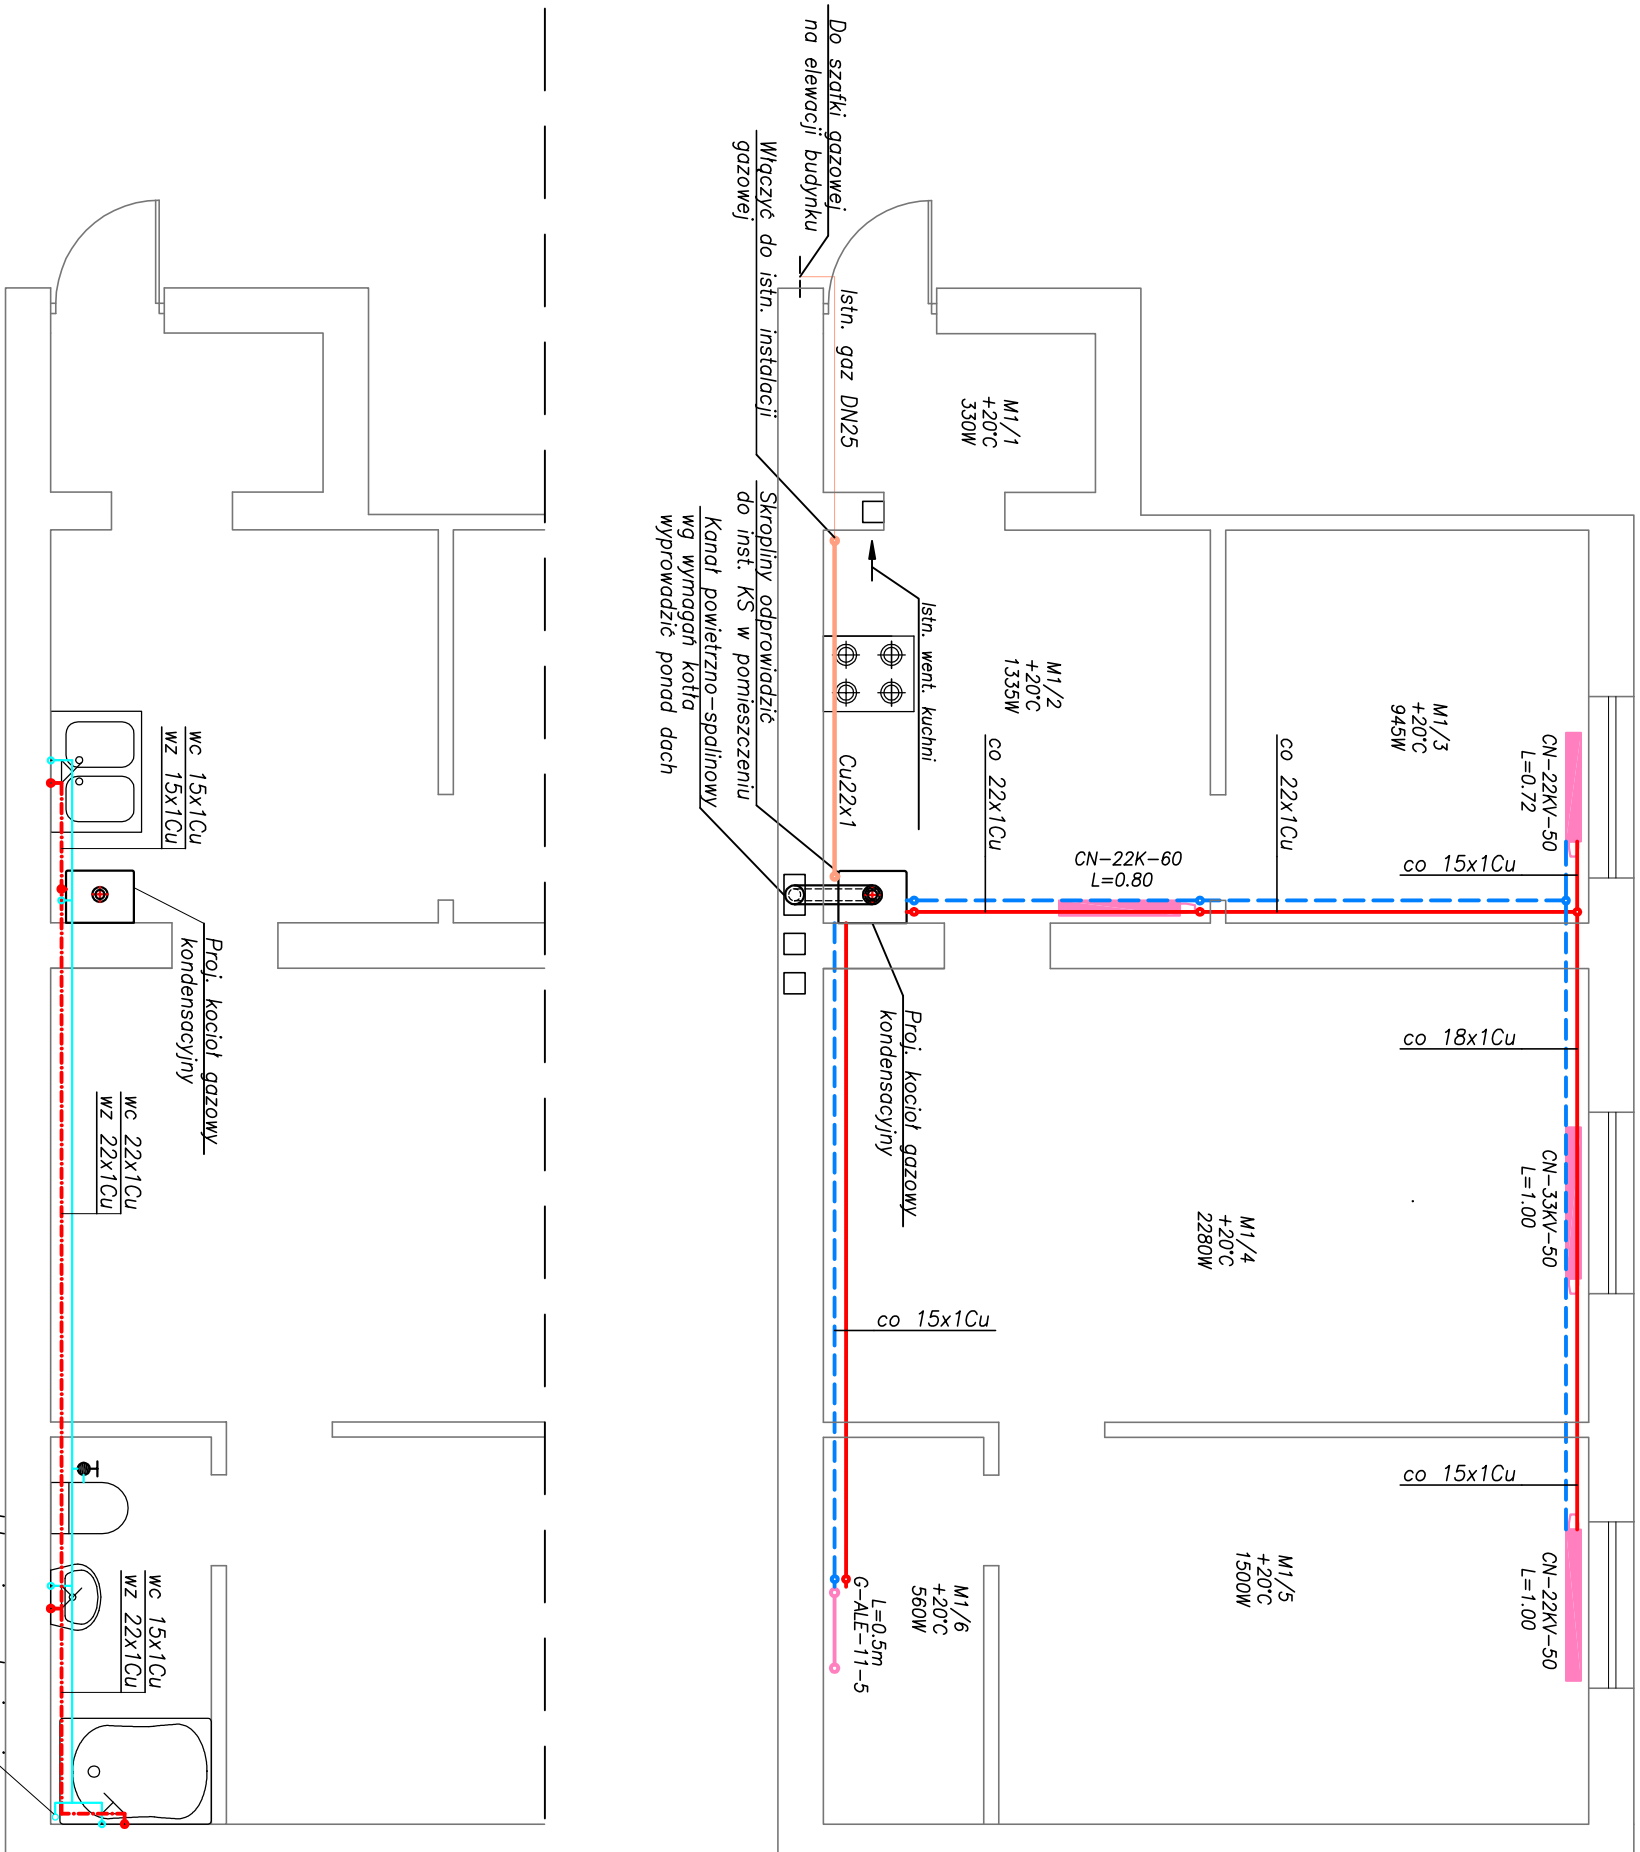 Do szafki gazowej
na elewacji budynku
Włączyć do istn. instalacji
gazowej
Istn. gaz DN25
Skropliny odprowiadzić
do inst. KS w pomieszczeniu
Kanał powietrzno-spalinowy
wg wymagań kotła
wyprowadzić ponad dach
Istn. went. kuchni
Cu22x1
M1/1
+20°C
330W
M1/2
+20°C
1335W
M1/3
+20°C
945W
co 22x1Cu
co 22x1Cu
CN-22KV-50
L=0.72
CN-22K-60
L=0.80
co 15x1Cu
co 18x1Cu
Proj. kocioł gazowy
kondensacyjny
M1/4
+20°C
2280W
CN-33KV-50
L=1.00
co 15x1Cu
co 15x1Cu
M1/5
+20°C
1500W
CN-22KV-50
L=1.00
M1/6
+20°C
560W
L=0.5m
G-ALE-11-5
wc 15x1Cu
wz 15x1Cu
Proj. kocioł gazowy
kondensacyjny
wc 22x1Cu
wz 22x1Cu
wc 15x1Cu
wz 22x1Cu